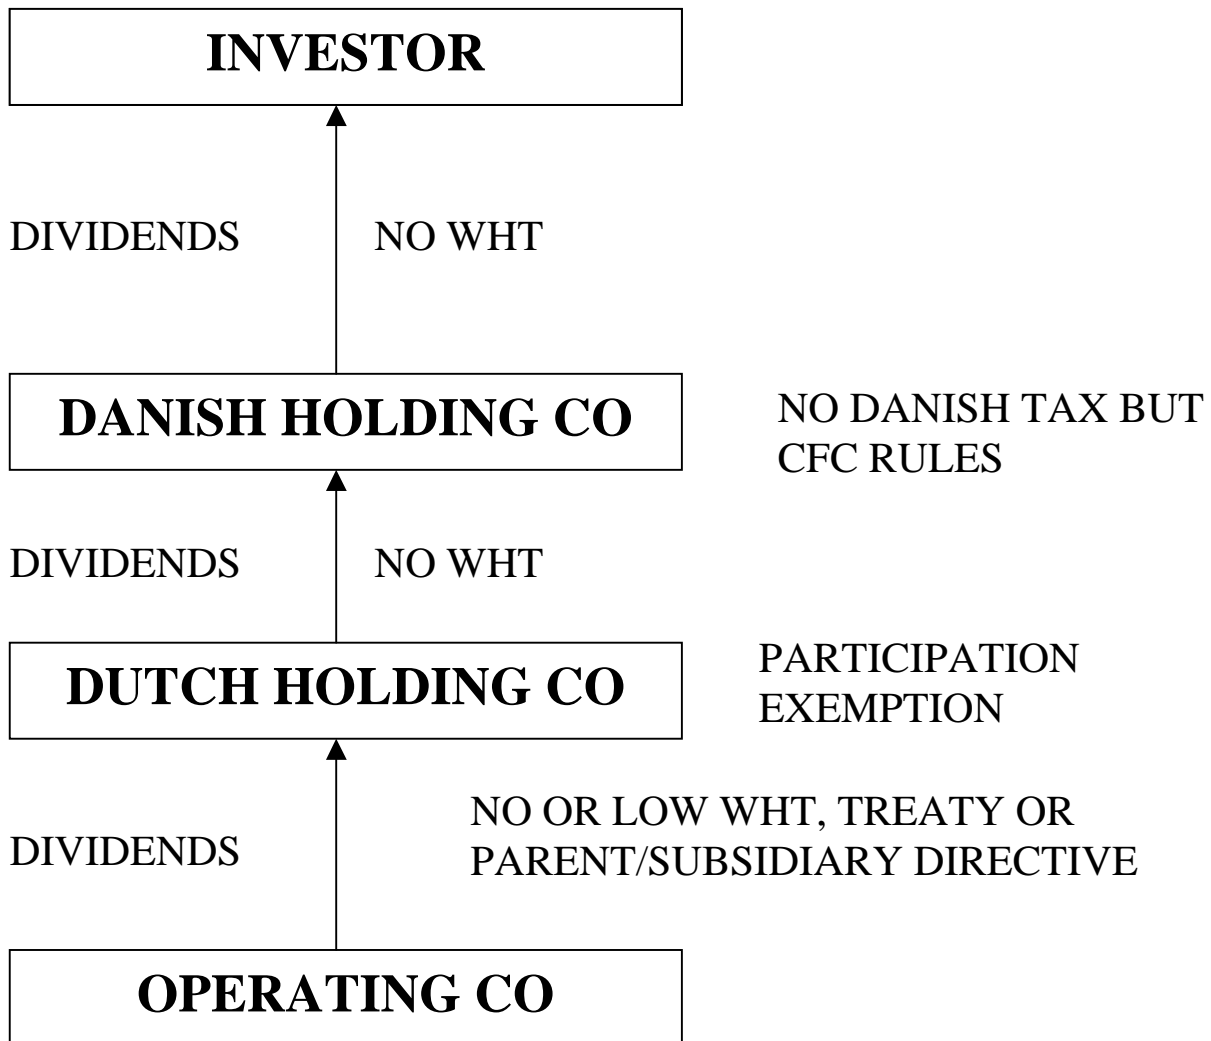 INVESTOR
DIVIDENDS NO WHT
DANISH HOLDING CO
NO DANISH TAX BUT
CFC RULES
DIVIDENDS NO WHT
DUTCH HOLDING CO
PARTICIPATION
EXEMPTION
DIVIDENDS
NO OR LOW WHT, TREATY OR
PARENT/SUBSIDIARY DIRECTIVE
OPERATING CO